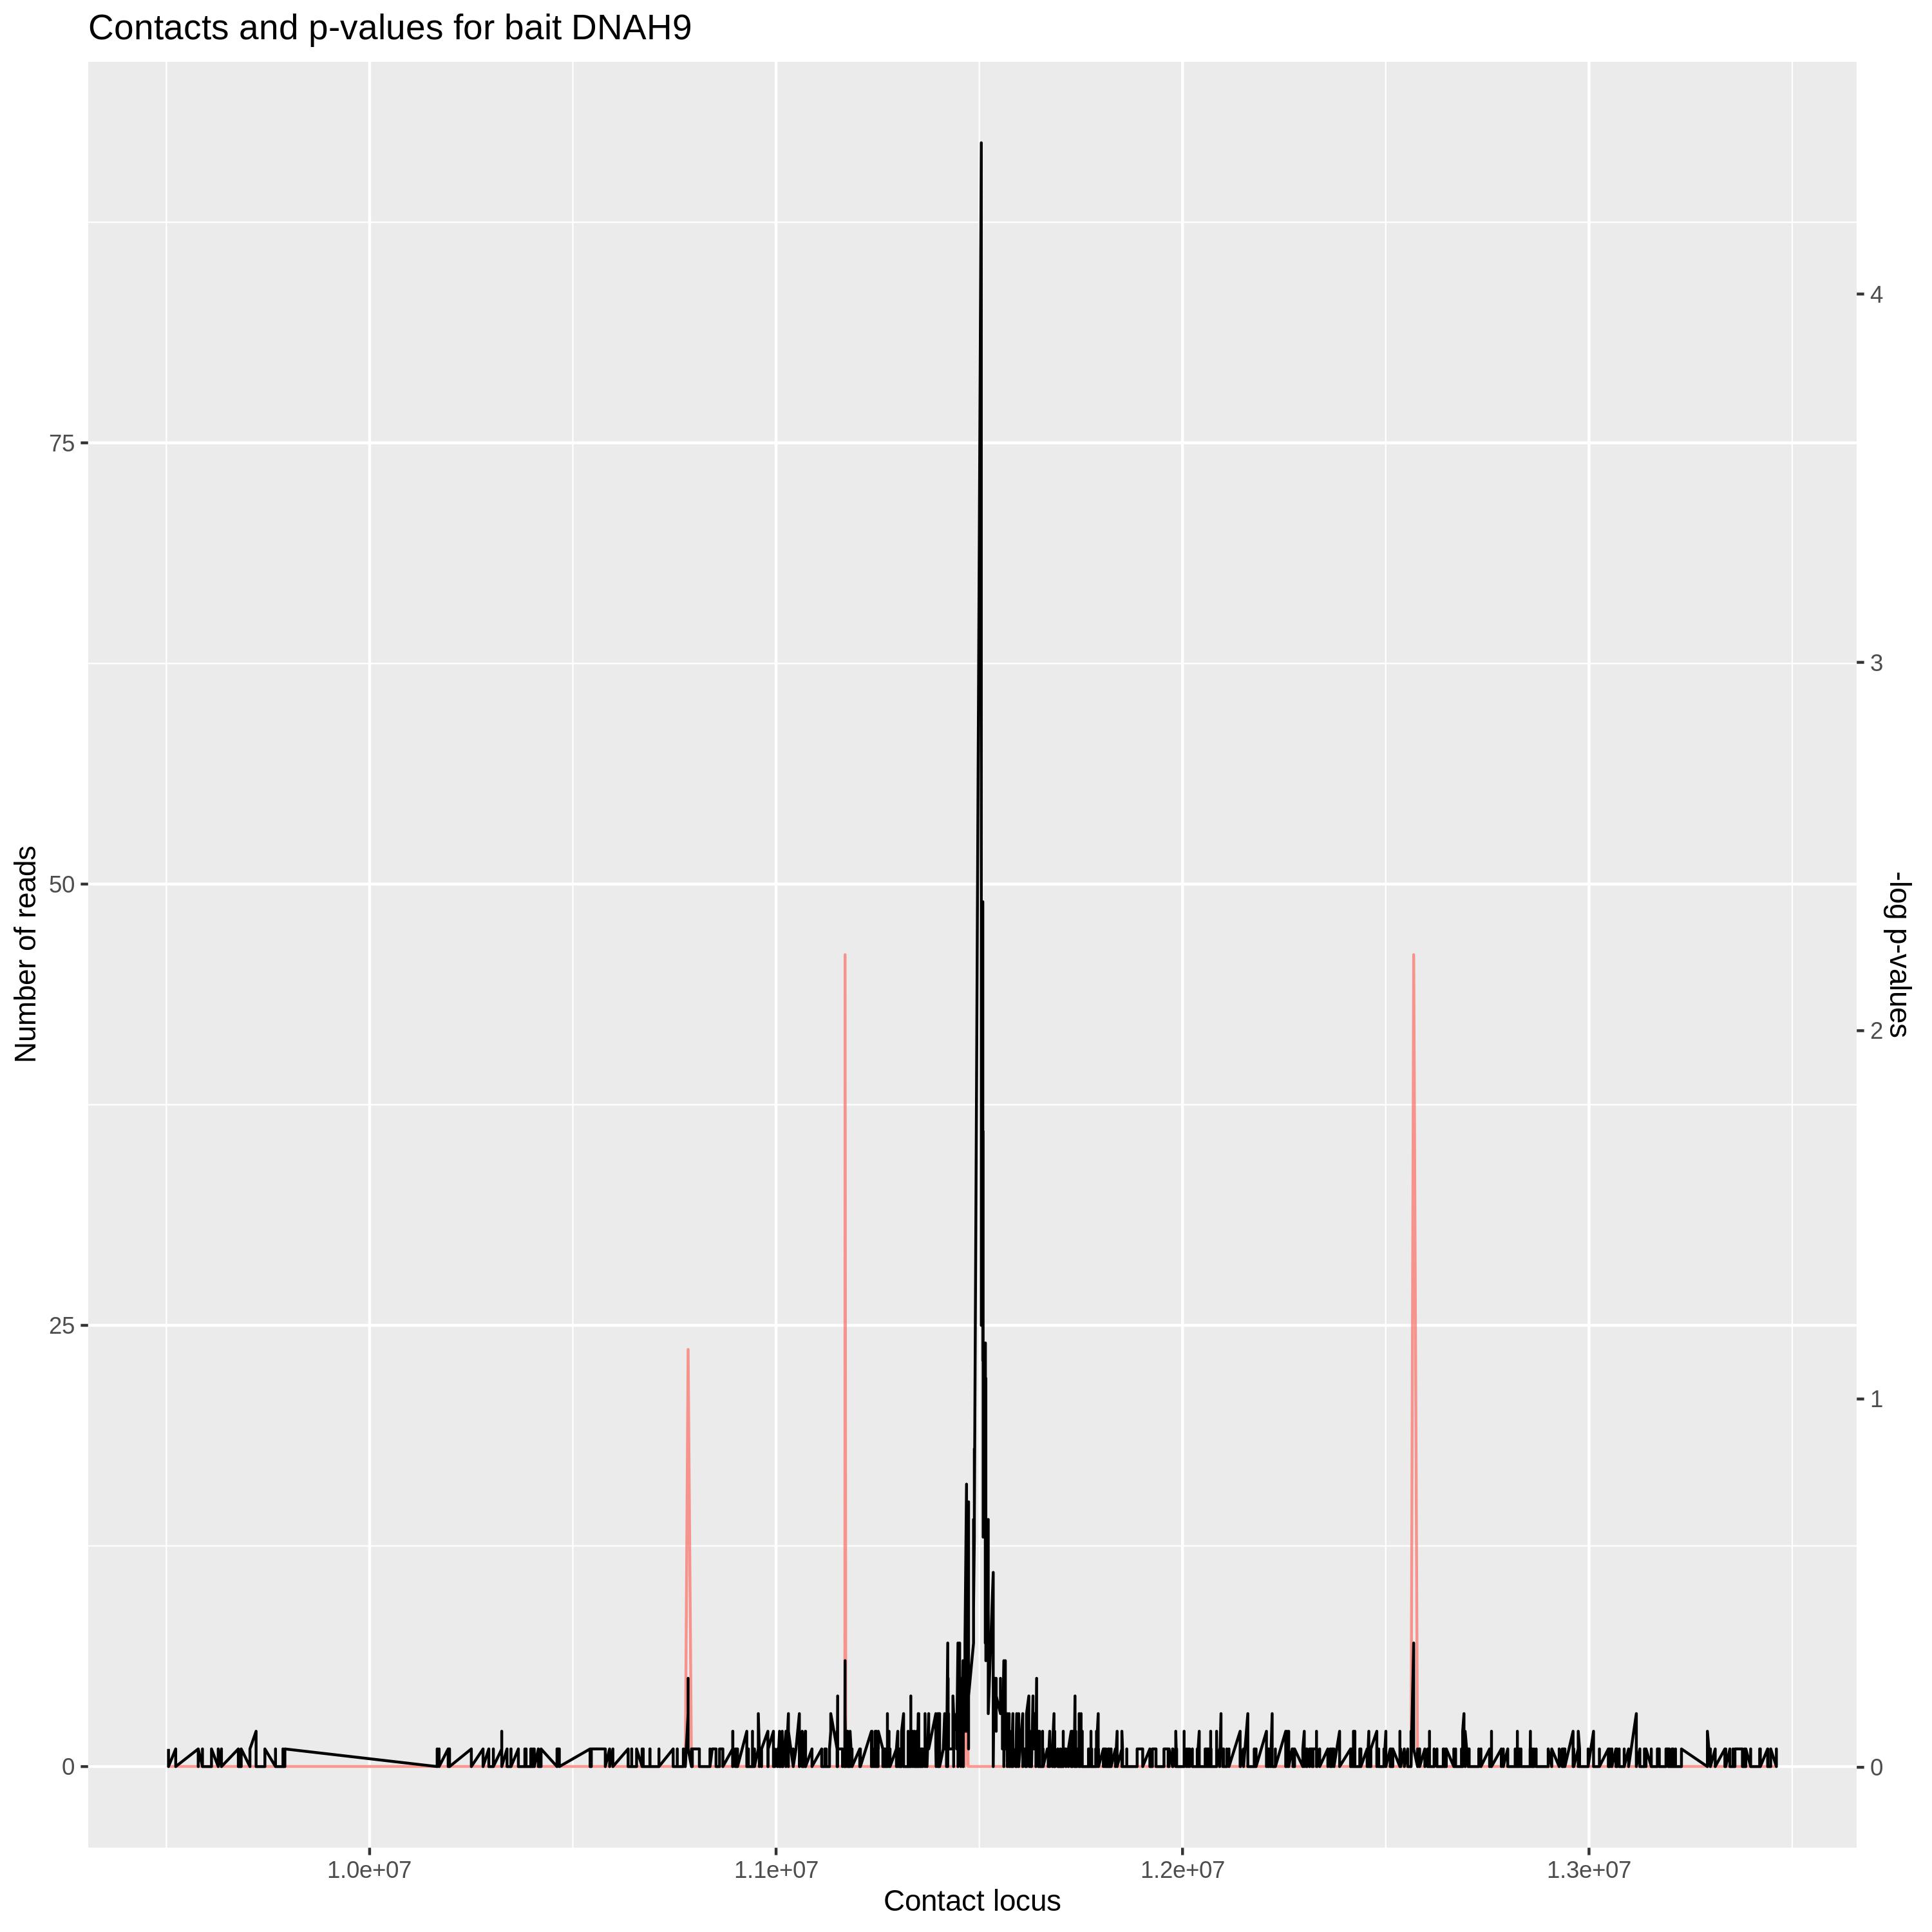 Contacts and p-values for bait DNAH9
Number of reads
75
50
25
0
4
3
2
1
0
-log p-values
1.0e+07
1.1e+07
1.2e+07
1.3e+07
Contact locus